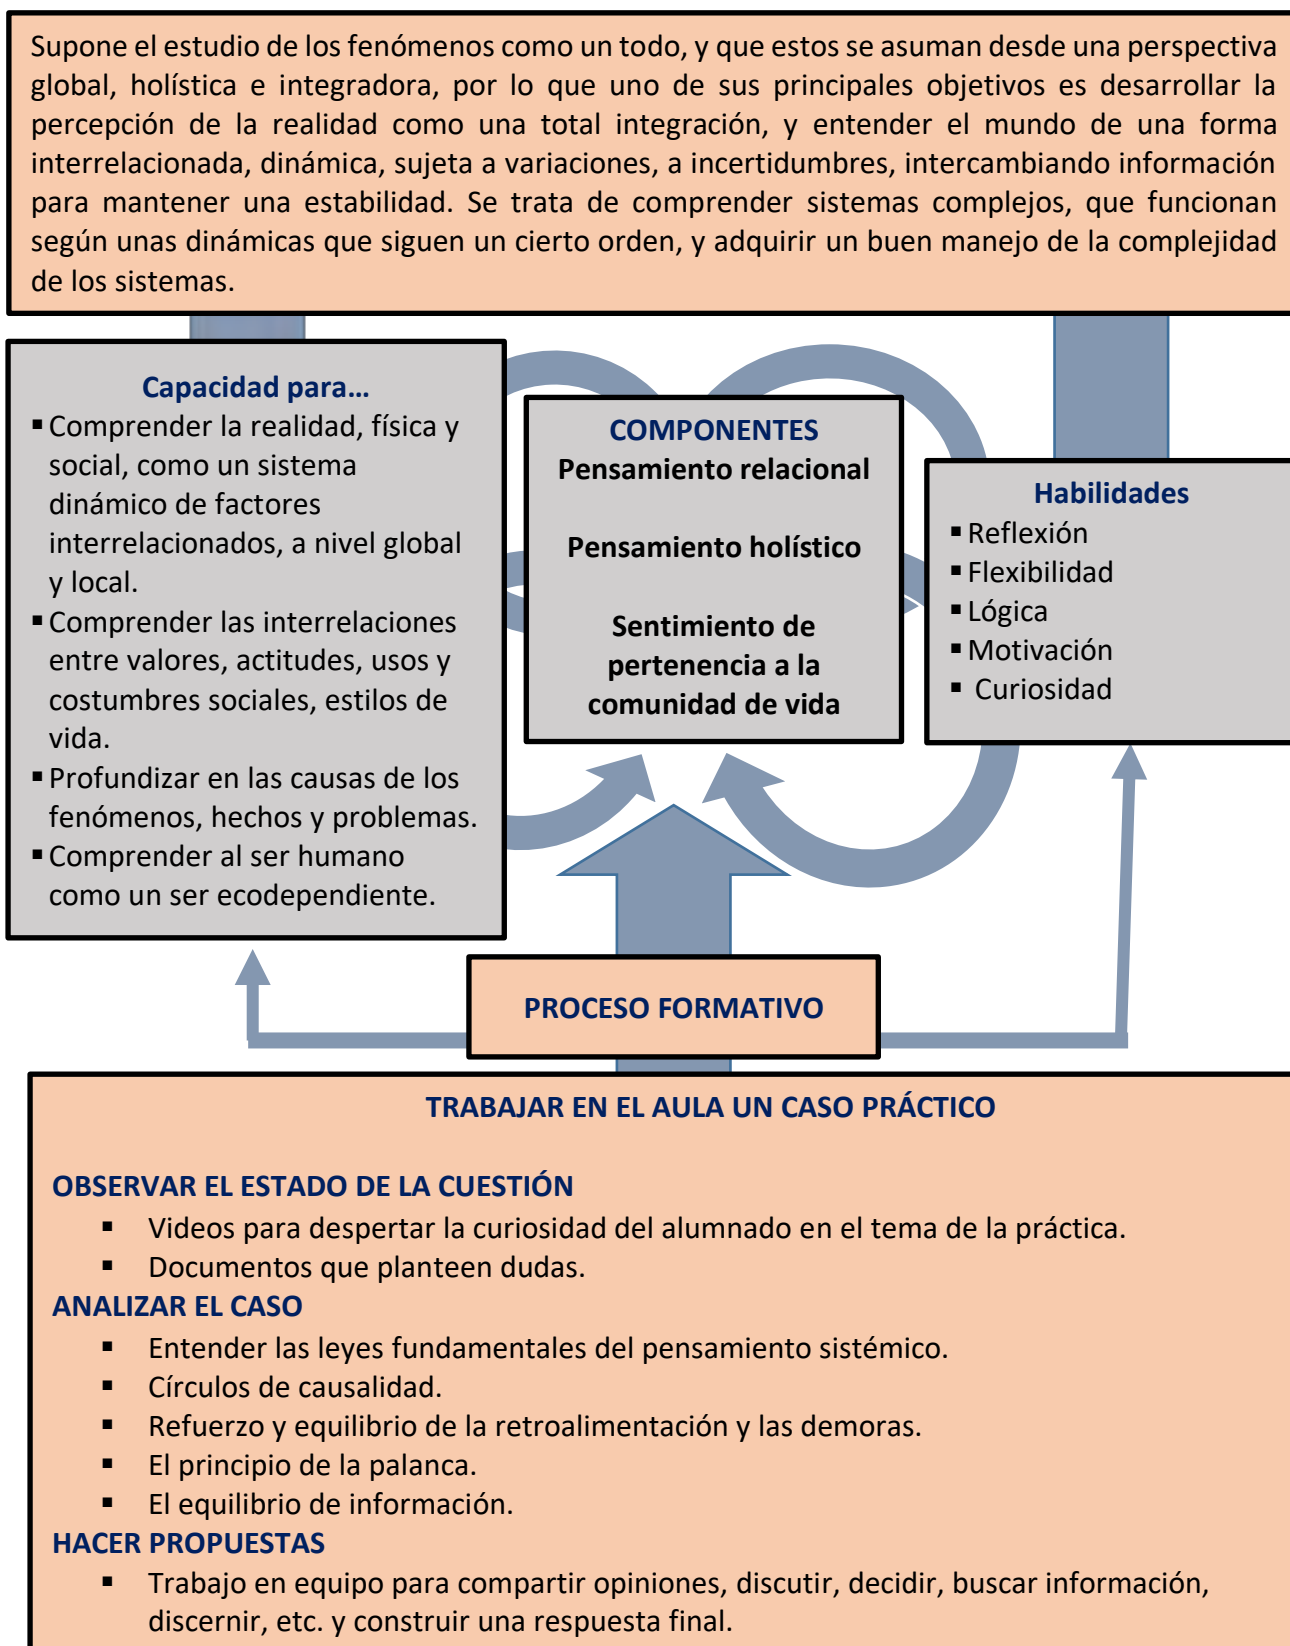 Supone el estudio de los fenómenos como un todo, y que estos se asuman desde una perspectiva
global, holística e integradora, por lo que uno de sus principales objetivos es desarrollar la
percepción de la realidad como una total integración, y entender el mundo de una forma
interrelacionada, dinámica, sujeta a variaciones, a incertidumbres, intercambiando información
para mantener una estabilidad. Se trata de comprender sistemas complejos, que funcionan
según unas dinámicas que siguen un cierto orden, y adquirir un buen manejo de la complejidad
de los sistemas.
Capacidad para…
▪ Comprender la realidad, física y
social, como un sistema
dinámico de factores
interrelacionados, a nivel global
y local.
▪ Comprender las interrelaciones
entre valores, actitudes, usos y
costumbres sociales, estilos de
vida.
▪ Profundizar en las causas de los
fenómenos, hechos y problemas.
▪ Comprender al ser humano
como un ser ecodependiente.
COMPONENTES
Pensamiento relacional
Pensamiento holístico
Sentimiento de
pertenencia a la
comunidad de vida
Habilidades
▪ Reflexión
▪ Flexibilidad
▪ Lógica
▪ Motivación
▪ Curiosidad
PROCESO FORMATIVO
TRABAJAR EN EL AULA UN CASO PRÁCTICO
OBSERVAR EL ESTADO DE LA CUESTIÓN
▪ Videos para despertar la curiosidad del alumnado en el tema de la práctica.
▪ Documentos que planteen dudas.
ANALIZAR EL CASO
▪ Entender las leyes fundamentales del pensamiento sistémico.
▪ Círculos de causalidad.
▪ Refuerzo y equilibrio de la retroalimentación y las demoras.
▪ El principio de la palanca.
▪ El equilibrio de información.
HACER PROPUESTAS
▪ Trabajo en equipo para compartir opiniones, discutir, decidir, buscar información,
discernir, etc. y construir una respuesta final.